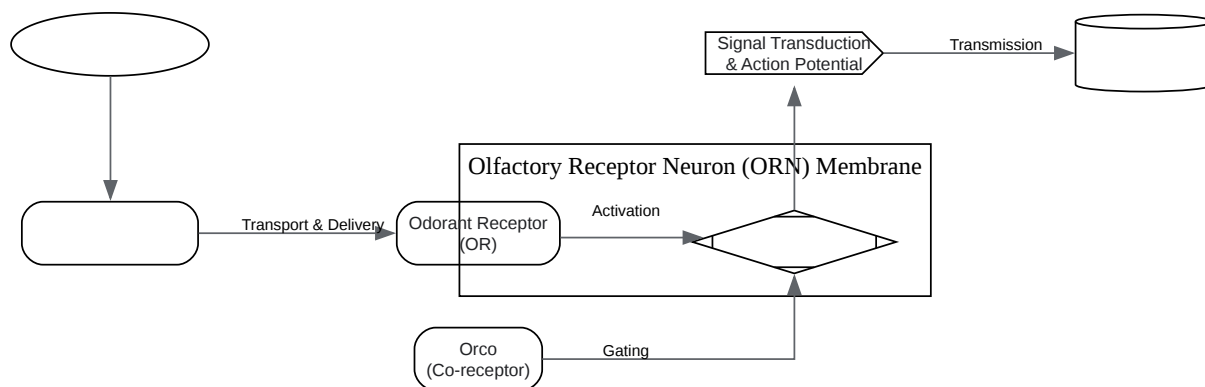 Signal Transduction
& Action Potential
Transmission
Olfactory Receptor Neuron (ORN) Membrane
Transport & Delivery
Odorant Receptor
(OR)
Activation
Orco
(Co-receptor)
Gating